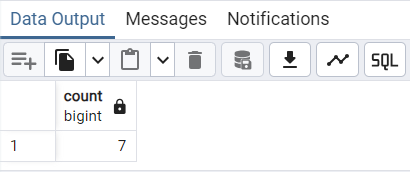 Data Output Messages Notifications
SQL
count
bigint
1 7